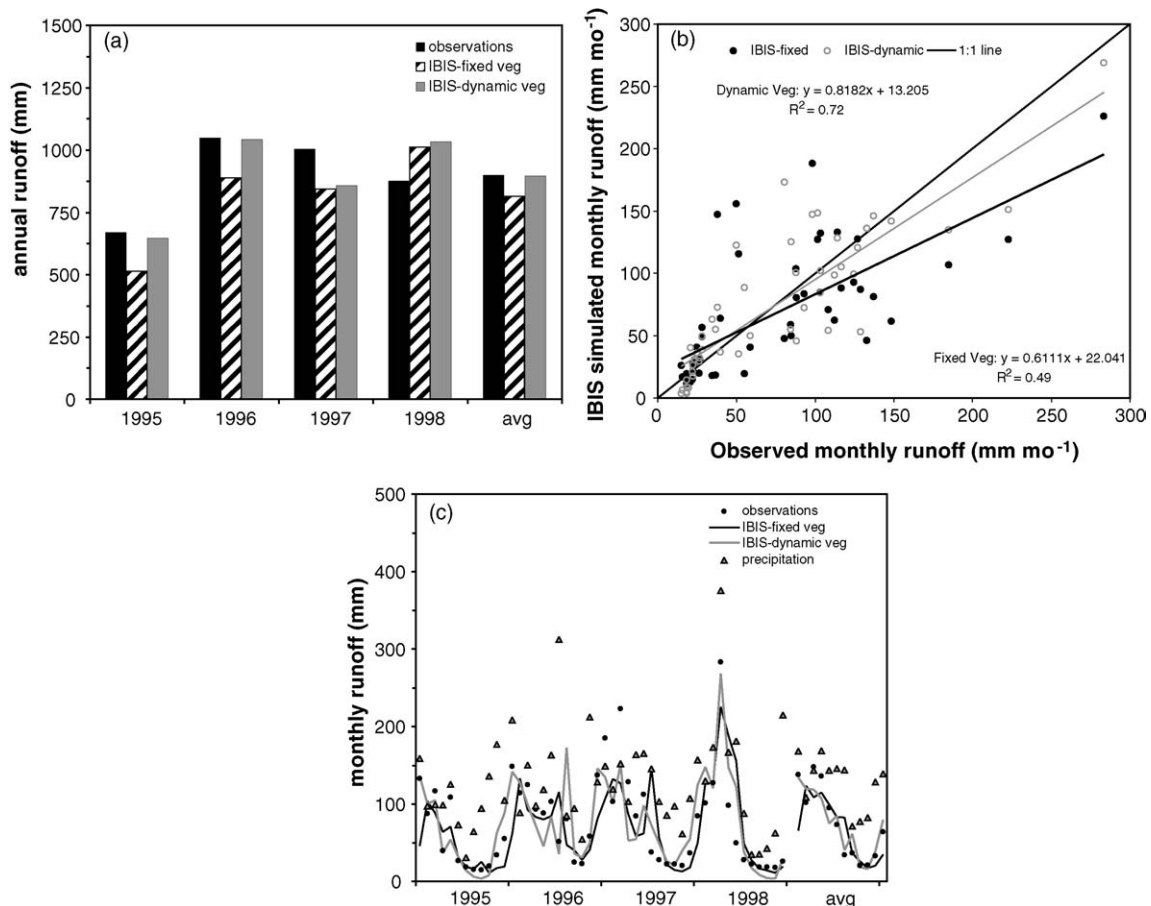 (a)
observations
IBIS-fixed veg
IBIS-dynamic veg
annual runoff (mm)
1500
1250
1000
750
500
250
0
1995 1996 1997 1998 avg
(b)
IBIS-fixed IBIS-dynamic 1:1 line
Dynamic Veg: y = 0.8182x + 13.205
R² = 0.72
Fixed Veg: y = 0.6111x + 22.041
R² = 0.49
IBIS simulated monthly runoff (mm mo⁻¹)
300
250
200
150
100
50
0
0 50 100 150 200 250 300
Observed monthly runoff (mm mo⁻¹)
(c)
observations
IBIS-fixed veg
IBIS-dynamic veg
precipitation
monthly runoff (mm)
500
400
300
200
100
0
1995 1996 1997 1998 avg